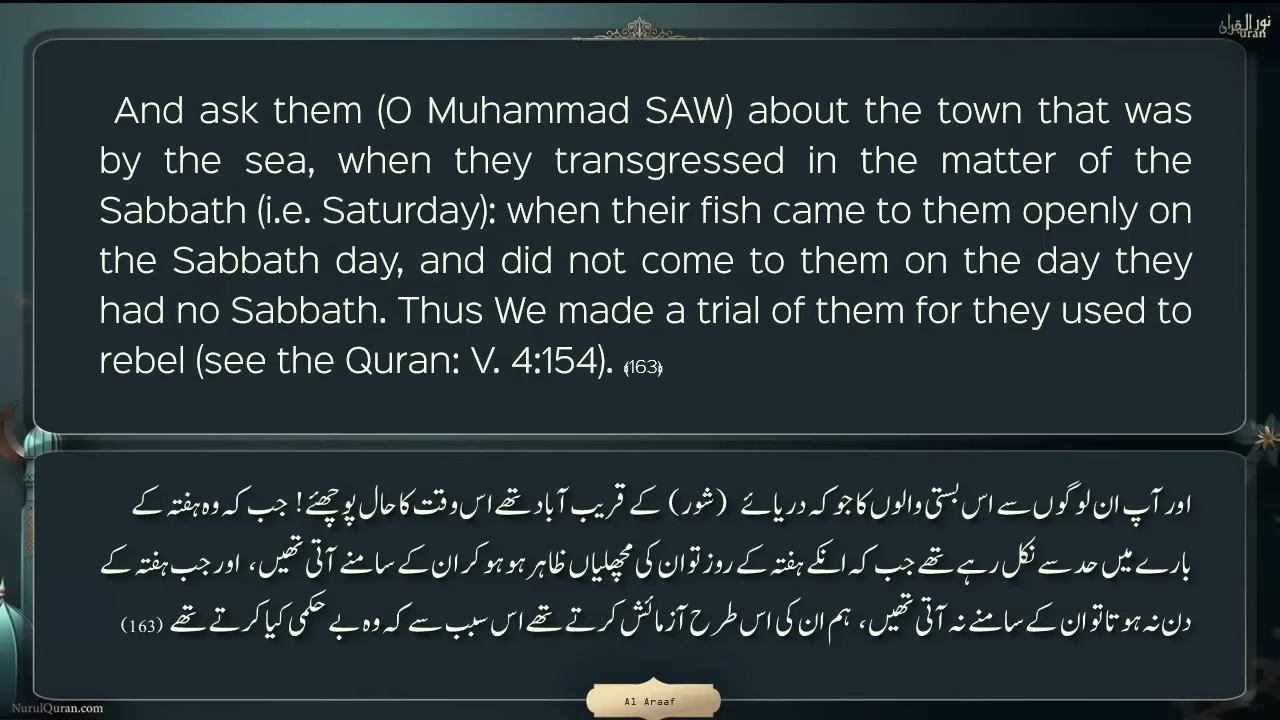 نور القرآن
uran
And ask them (O Muhammad SAW) about the town that was
by the sea, when they transgressed in the matter of the
Sabbath (i.e. Saturday): when their fish came to them openly on
the Sabbath day, and did not come to them on the day they
had no Sabbath. Thus We made a trial of them for they used to
rebel (see the Quran: V. 4:154). ﴾163﴿
اور آپ ان لوگوں سے اس بستی والوں کا جو کہ دریائے (شور) کے قریب آباد تھے اس وقت کا حال پوچھئے! جب کہ وه ہفتہ کے
بارے میں حد سے نکل رہے تھے جب کہ انکے ہفتہ کے روز تو ان کی مچھلیاں ﻇاہر ہو ہو کر ان کے سامنے آتی تھیں، اور جب ہفتہ کے
دن نہ ہوتا تو ان کے سامنے نہ آتی تھیں، ہم ان کی اس طرح آزمائش کرتے تھے اس سبب سے کہ وه بے حکمی کیا کرتے تھے (163)
NurulQuran.com
Al Araaf